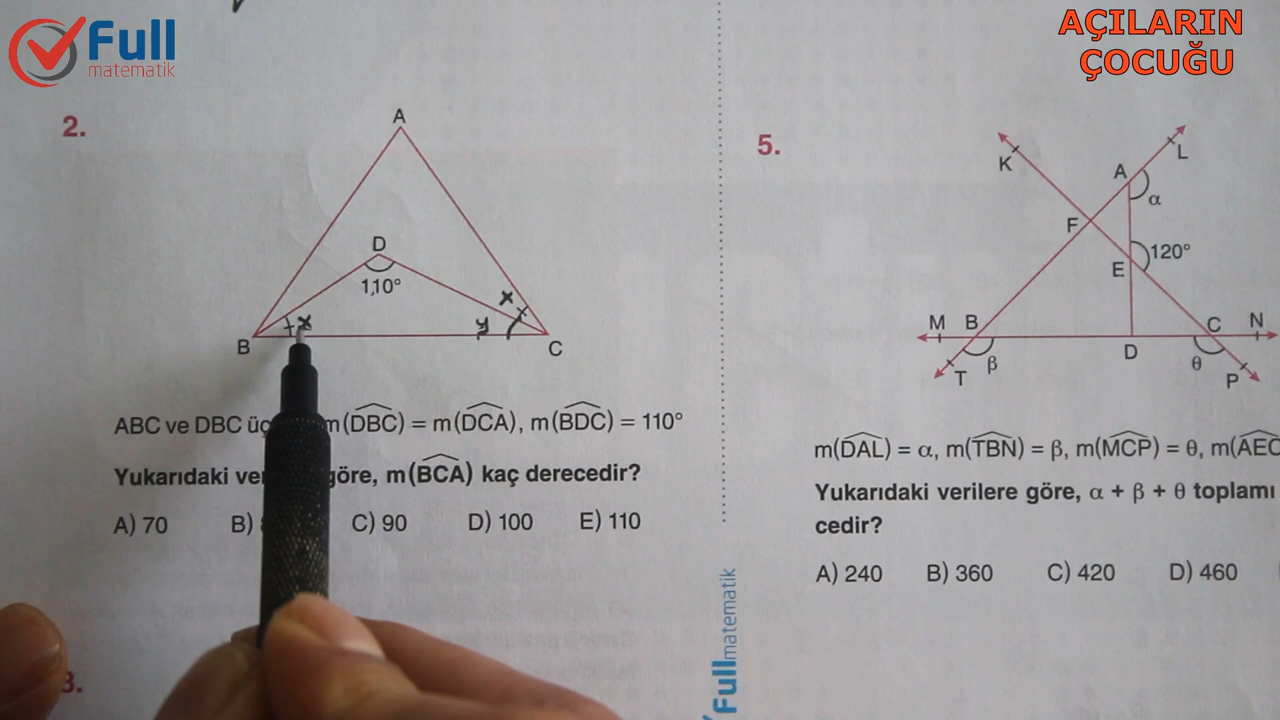 Full
matematik
AÇILARIN
ÇOCUĞU
2.
A
D
110°
x
x
y
B
C
ABC ve DBC m(DBC) = m(DCA), m(BDC) = 110°
Yukarıdaki göre, m(BCA) kaç derecedir?
A) 70 B) C) 90 D) 100 E) 110
3.
5.
K
L
A
α
F
120°
E
M B C N
D
T β θ P
m(DAL) = α, m(TBN) = β, m(MCP) = θ, m(AEC
Yukarıdaki verilere göre, α + β + θ toplamı
cedir?
A) 240 B) 360 C) 420 D) 460
Fullmatematik